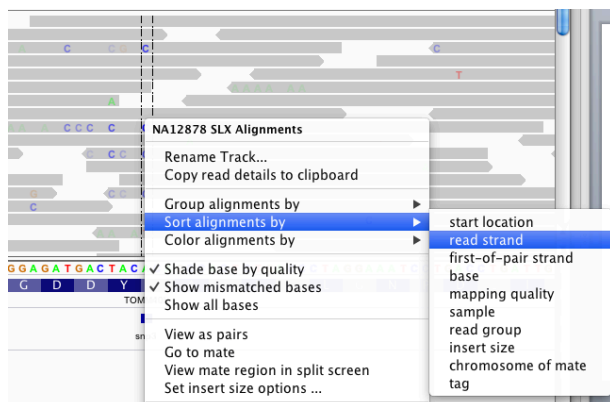 C
C G C
C
T
A
C C C C C
NA12878 SLX Alignments
Rename Track...
Copy read details to clipboard
Group alignments by
Sort alignments by
Color alignments by
start location
read strand
first-of-pair strand
base
mapping quality
sample
read group
insert size
chromosome of mate
tag
C C C
G C C
C
G G A G A T G A C T A C A
G D D Y
TOM
✓ Shade base by quality
✓ Show mismatched bases
Show all bases
View as pairs
Go to mate
View mate region in split screen
Set insert size options ...